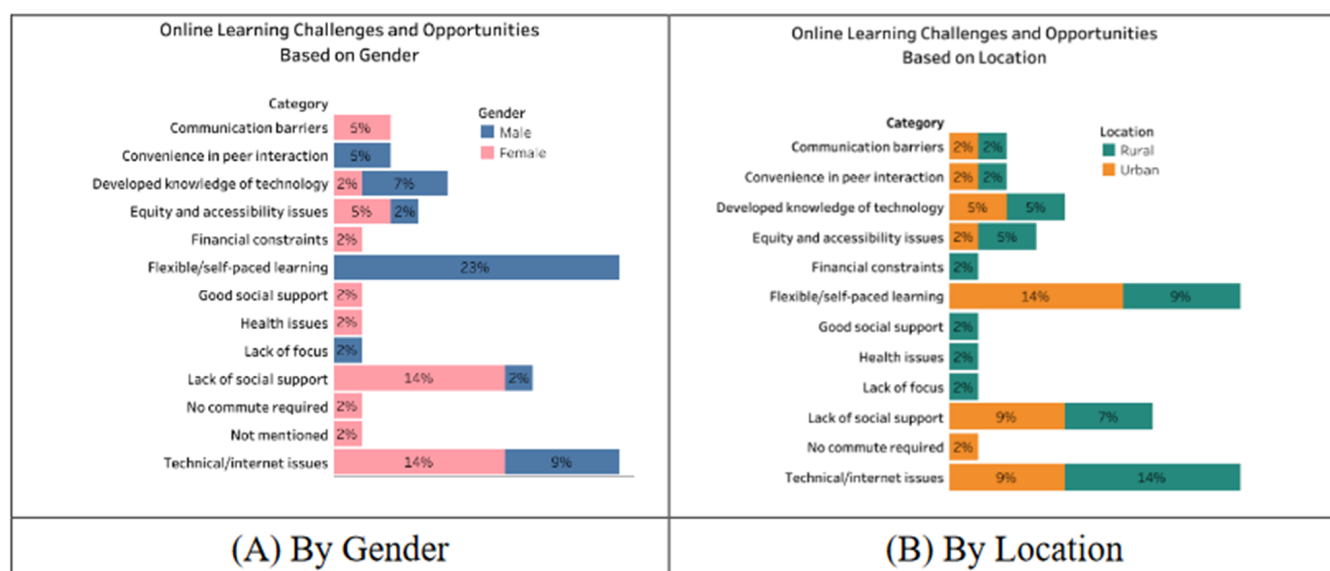 Online Learning Challenges and Opportunities
Based on Gender
Category
Gender
Male
Female
Communication barriers 5%
Convenience in peer interaction 5%
Developed knowledge of technology 2% 7%
Equity and accessibility issues 5% 2%
Financial constraints 2%
Flexible/self-paced learning 23%
Good social support 2%
Health issues 2%
Lack of focus 2%
Lack of social support 14% 2%
No commute required 2%
Not mentioned 2%
Technical/internet issues 14% 9%
(A) By Gender
Online Learning Challenges and Opportunities
Based on Location
Category
Location
Rural
Urban
Communication barriers 2% 2%
Convenience in peer interaction 2% 2%
Developed knowledge of technology 5% 5%
Equity and accessibility issues 2% 5%
Financial constraints 2%
Flexible/self-paced learning 14% 9%
Good social support 2%
Health issues 2%
Lack of focus 2%
Lack of social support 9% 7%
No commute required 2%
Technical/internet issues 9% 14%
(B) By Location